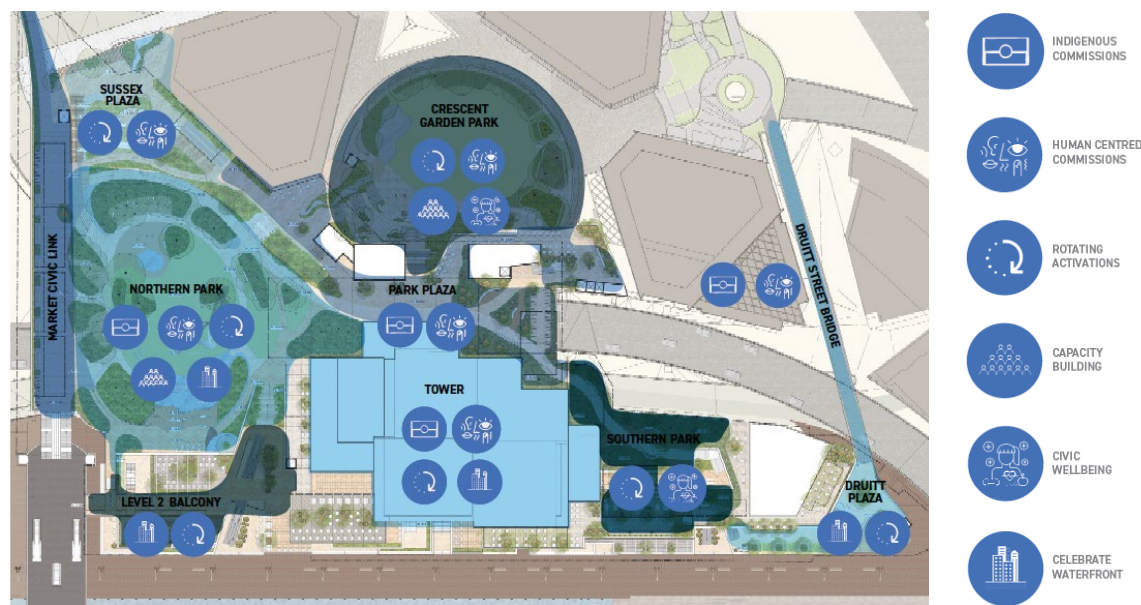 SUSSEX
PLAZA
CRESCENT
GARDEN PARK
MARKET CIVIC LINK
NORTHERN PARK
PARK PLAZA
DRUITT STREET BRIDGE
TOWER
SOUTHERN PARK
LEVEL 2 BALCONY
DRUITT
PLAZA
INDIGENOUS
COMMISSIONS
HUMAN CENTRED
COMMISSIONS
ROTATING
ACTIVATIONS
CAPACITY
BUILDING
CIVIC
WELLBEING
CELEBRATE
WATERFRONT